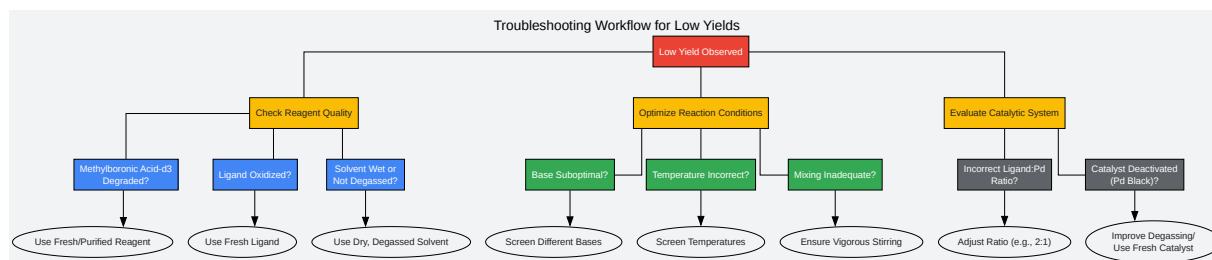 Troubleshooting Workflow for Low Yields
Low Yield Observed
Check Reagent Quality
Optimize Reaction Conditions
Evaluate Catalytic System
Methylboronic Acid-d3
Degraded?
Ligand Oxidized?
Solvent Wet or
Not Degassed?
Base Suboptimal?
Temperature Incorrect?
Mixing Inadequate?
Incorrect Ligand:Pd
Ratio?
Catalyst Deactivated
(Pd Black)?
Use Fresh/Purified Reagent
Use Fresh Ligand
Use Dry, Degassed Solvent
Screen Different Bases
Screen Temperatures
Ensure Vigorous Stirring
Adjust Ratio (e.g., 2:1)
Improve Degassing/
Use Fresh Catalyst